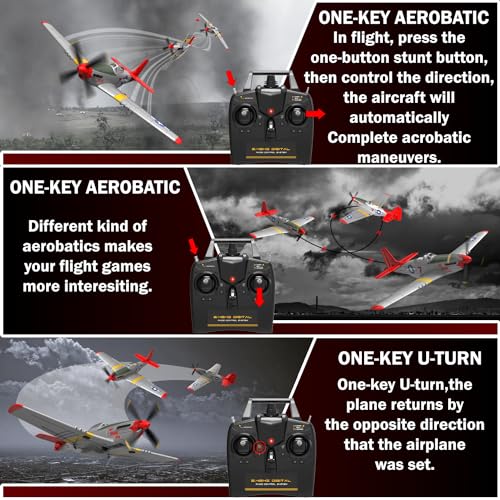 ONE-KEY AEROBATIC
In flight, press the
one-button stunt button,
then control the direction,
the aircraft will
automatically
Complete acrobatic
maneuvers.
ONE-KEY AEROBATIC
Different kind of
aerobatics makes
your flight games
more interesiting.
ONE-KEY U-TURN
One-key U-turn,the
plane returns by
the opposite direction
that the airplane
was set.